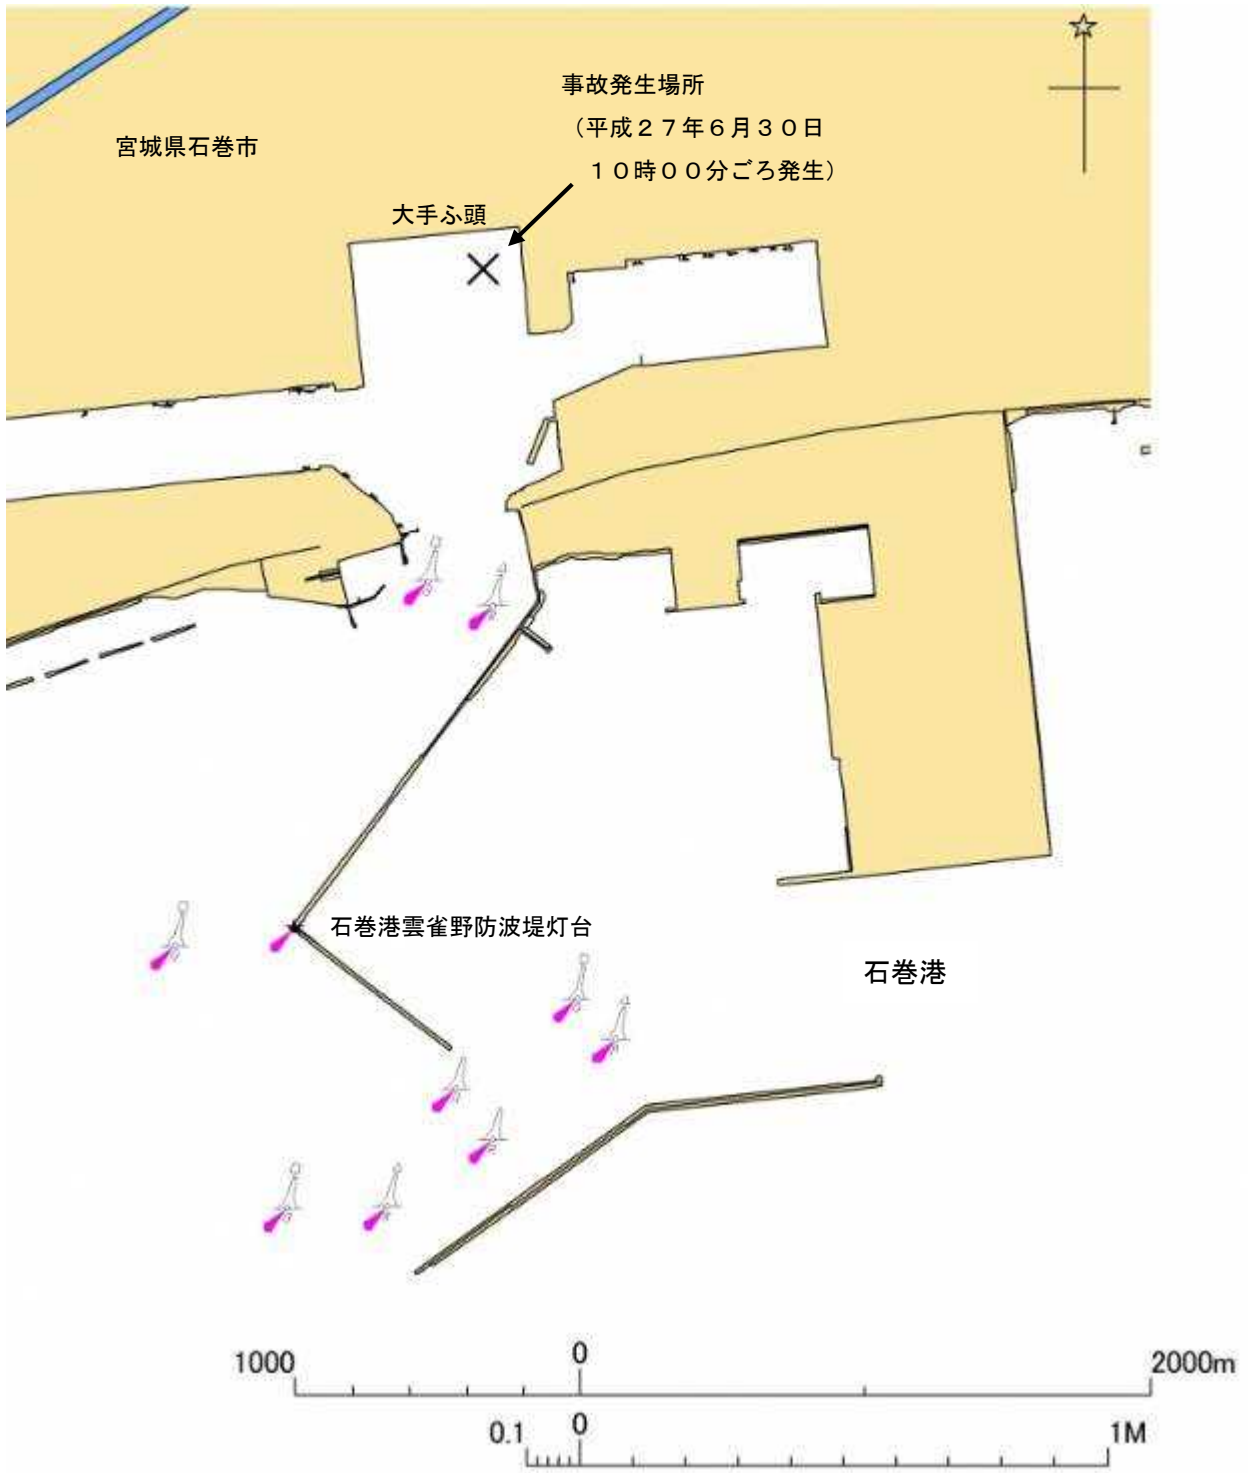 事故発生場所
（平成２７年６月３０日
１０時００分ごろ発生）
宮城県石巻市
大手ふ頭
石巻港雲雀野防波堤灯台
石巻港
1000 0 2000m
0.1 0 1M